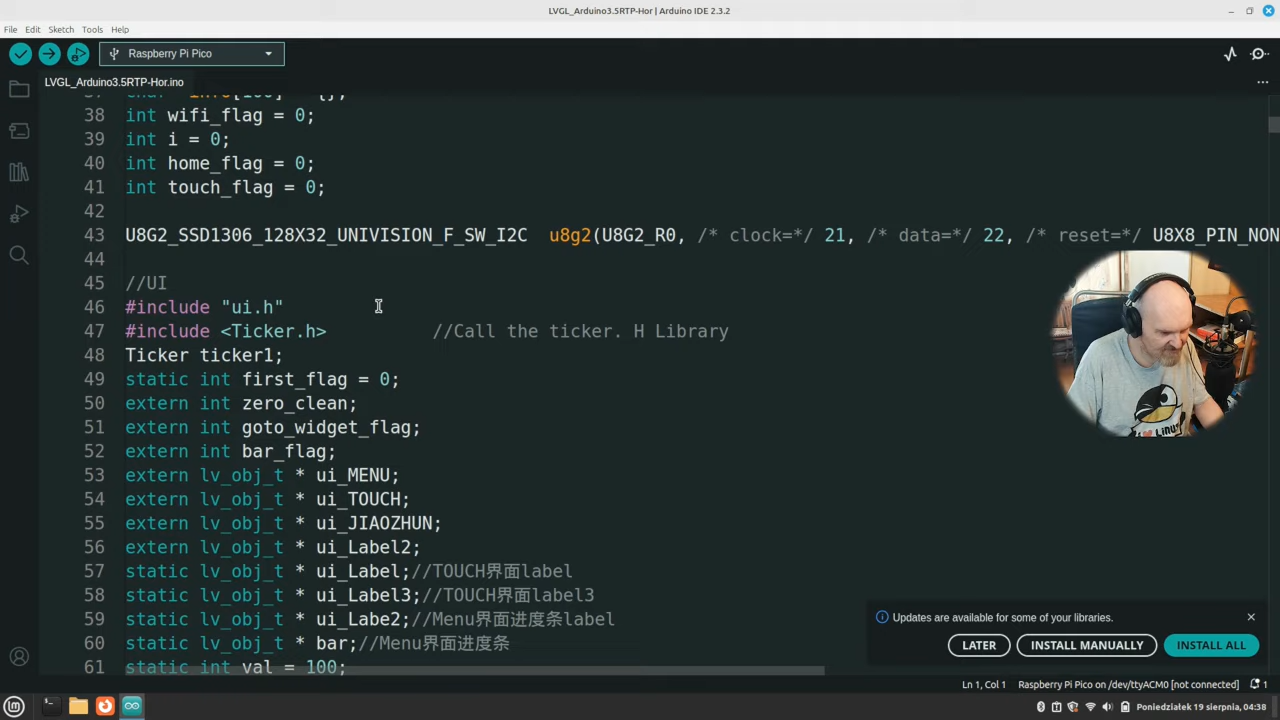 LVGL_Arduino3.5RTP-Hor | Arduino IDE 2.3.2
File Edit Sketch Tools Help
Raspberry Pi Pico
LVGL_Arduino3.5RTP-Hor.ino
38 int wifi_flag = 0;
39 int i = 0;
40 int home_flag = 0;
41 int touch_flag = 0;
42
43 U8G2_SSD1306_128X32_UNIVISION_F_SW_I2C u8g2(U8G2_R0, /* clock=*/ 21, /* data=*/ 22, /* reset=*/ U8X8_PIN_NON
44
45 //UI
46 #include "ui.h"
47 #include <Ticker.h> //Call the ticker. H Library
48 Ticker ticker1;
49 static int first_flag = 0;
50 extern int zero_clean;
51 extern int goto_widget_flag;
52 extern int bar_flag;
53 extern lv_obj_t * ui_MENU;
54 extern lv_obj_t * ui_TOUCH;
55 extern lv_obj_t * ui_JIAOZHUN;
56 extern lv_obj_t * ui_Label2;
57 static lv_obj_t * ui_Label;//TOUCH界面label
58 static lv_obj_t * ui_Label3;//TOUCH界面label3
59 static lv_obj_t * ui_Labe2;//Menu界面进度条label
60 static lv_obj_t * bar;//Menu界面进度条
61 static int val = 100;
Updates are available for some of your libraries.
LATER INSTALL MANUALLY INSTALL ALL
Ln 1, Col 1 Raspberry Pi Pico on /dev/ttyACM0 [not connected] 1
Poniedziałek 19 sierpnia, 04:38